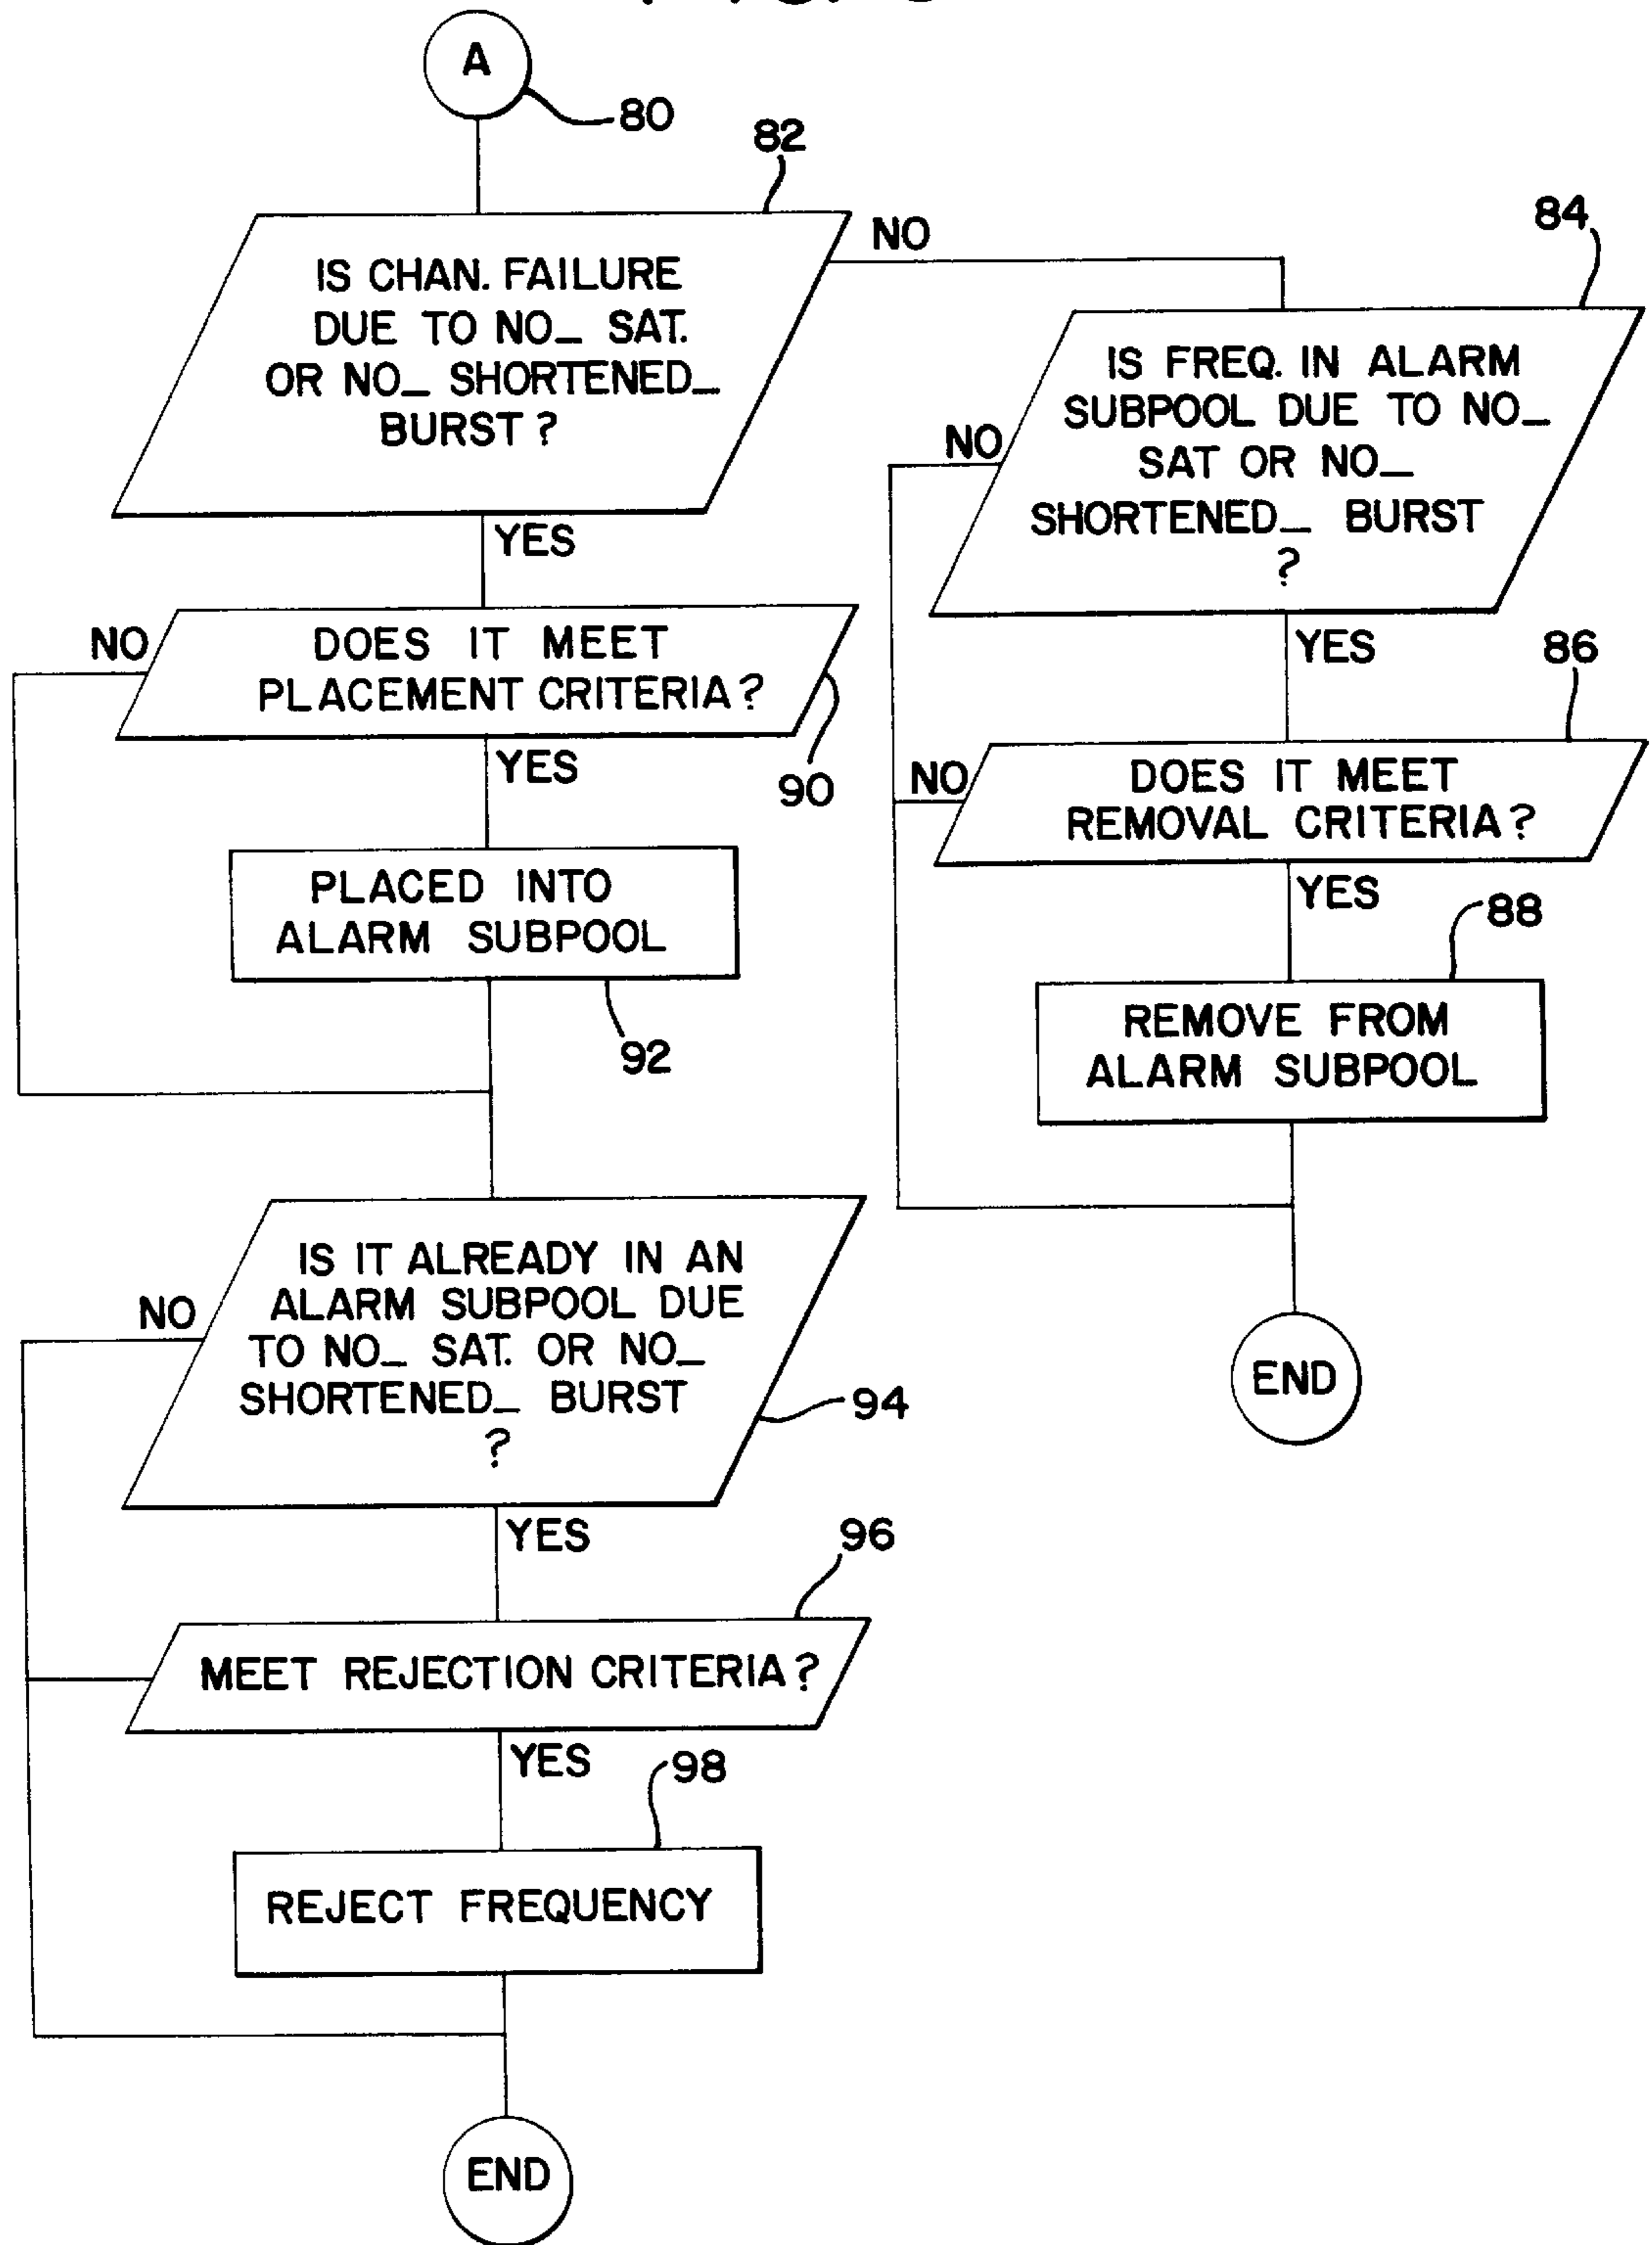 A
80
82
IS CHAN. FAILURE
DUE TO NO_ SAT.
OR NO_ SHORTENED_
BURST ?
NO
YES
84
IS FREQ. IN ALARM
SUBPOOL DUE TO NO_
SAT OR NO_
SHORTENED_ BURST
?
NO
YES
86
DOES IT MEET
REMOVAL CRITERIA?
NO
YES
88
REMOVE FROM
ALARM SUBPOOL
END
DOES IT MEET
PLACEMENT CRITERIA?
NO
90
YES
PLACED INTO
ALARM SUBPOOL
92
IS IT ALREADY IN AN
ALARM SUBPOOL DUE
TO NO_ SAT. OR NO_
SHORTENED_ BURST
?
NO
94
YES
96
MEET REJECTION CRITERIA?
YES
98
REJECT FREQUENCY
END